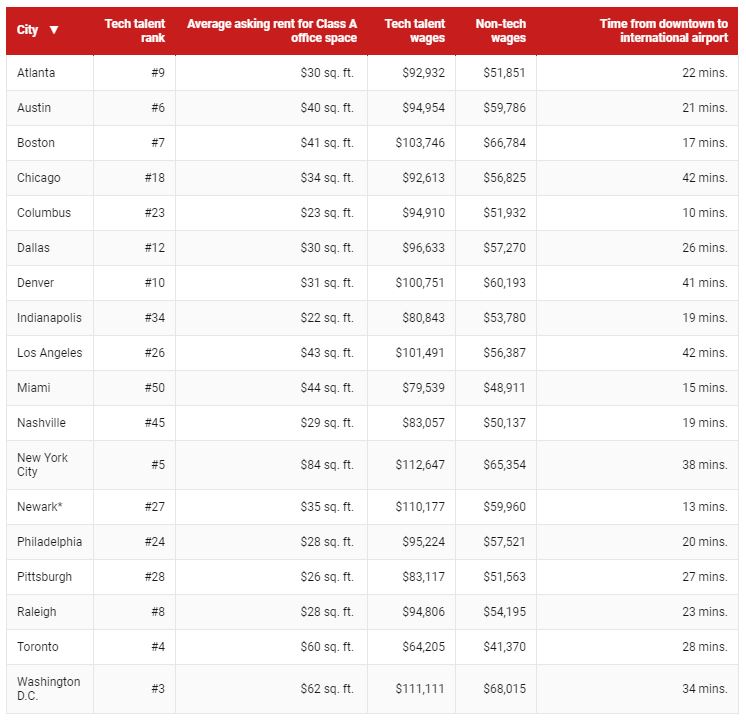 City ▼ Tech talent rank Average asking rent for Class A office space Tech talent wages Non-tech wages Time from downtown to international airport
Atlanta #9 $30 sq. ft. $92,932 $51,851 22 mins.
Austin #6 $40 sq. ft. $94,954 $59,786 21 mins.
Boston #7 $41 sq. ft. $103,746 $66,784 17 mins.
Chicago #18 $34 sq. ft. $92,613 $56,825 42 mins.
Columbus #23 $23 sq. ft. $94,910 $51,932 10 mins.
Dallas #12 $30 sq. ft. $96,633 $57,270 26 mins.
Denver #10 $31 sq. ft. $100,751 $60,193 41 mins.
Indianapolis #34 $22 sq. ft. $80,843 $53,780 19 mins.
Los Angeles #26 $43 sq. ft. $101,491 $56,387 42 mins.
Miami #50 $44 sq. ft. $79,539 $48,911 15 mins.
Nashville #45 $29 sq. ft. $83,057 $50,137 19 mins.
New York City #5 $84 sq. ft. $112,647 $65,354 38 mins.
Newark* #27 $35 sq. ft. $110,177 $59,960 13 mins.
Philadelphia #24 $28 sq. ft. $95,224 $57,521 20 mins.
Pittsburgh #28 $26 sq. ft. $83,117 $51,563 27 mins.
Raleigh #8 $28 sq. ft. $94,806 $54,195 23 mins.
Toronto #4 $60 sq. ft. $64,205 $41,370 28 mins.
Washington D.C. #3 $62 sq. ft. $111,111 $68,015 34 mins.